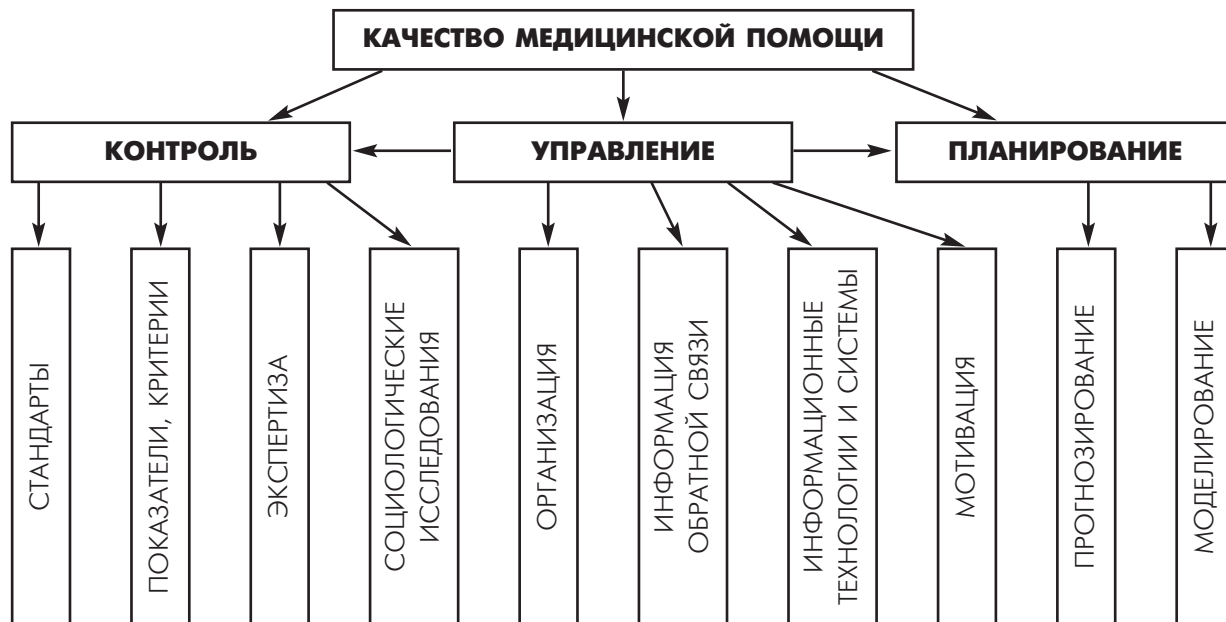 КАЧЕСТВО МЕДИЦИНСКОЙ ПОМОЩИ
КОНТРОЛЬ
УПРАВЛЕНИЕ
ПЛАНИРОВАНИЕ
СТАНДАРТЫ
ПОКАЗАТЕЛИ, КРИТЕРИИ
ЭКСПЕРТИЗА
СОЦИОЛОГИЧЕСКИЕ
ИССЛЕДОВАНИЯ
ОРГАНИЗАЦИЯ
ИНФОРМАЦИЯ
ОБРАТНОЙ СВЯЗИ
ИНФОРМАЦИОННЫЕ
ТЕХНОЛОГИИ И СИСТЕМЫ
МОТИВАЦИЯ
ПРОГНОЗИРОВАНИЕ
МОДЕЛИРОВАНИЕ